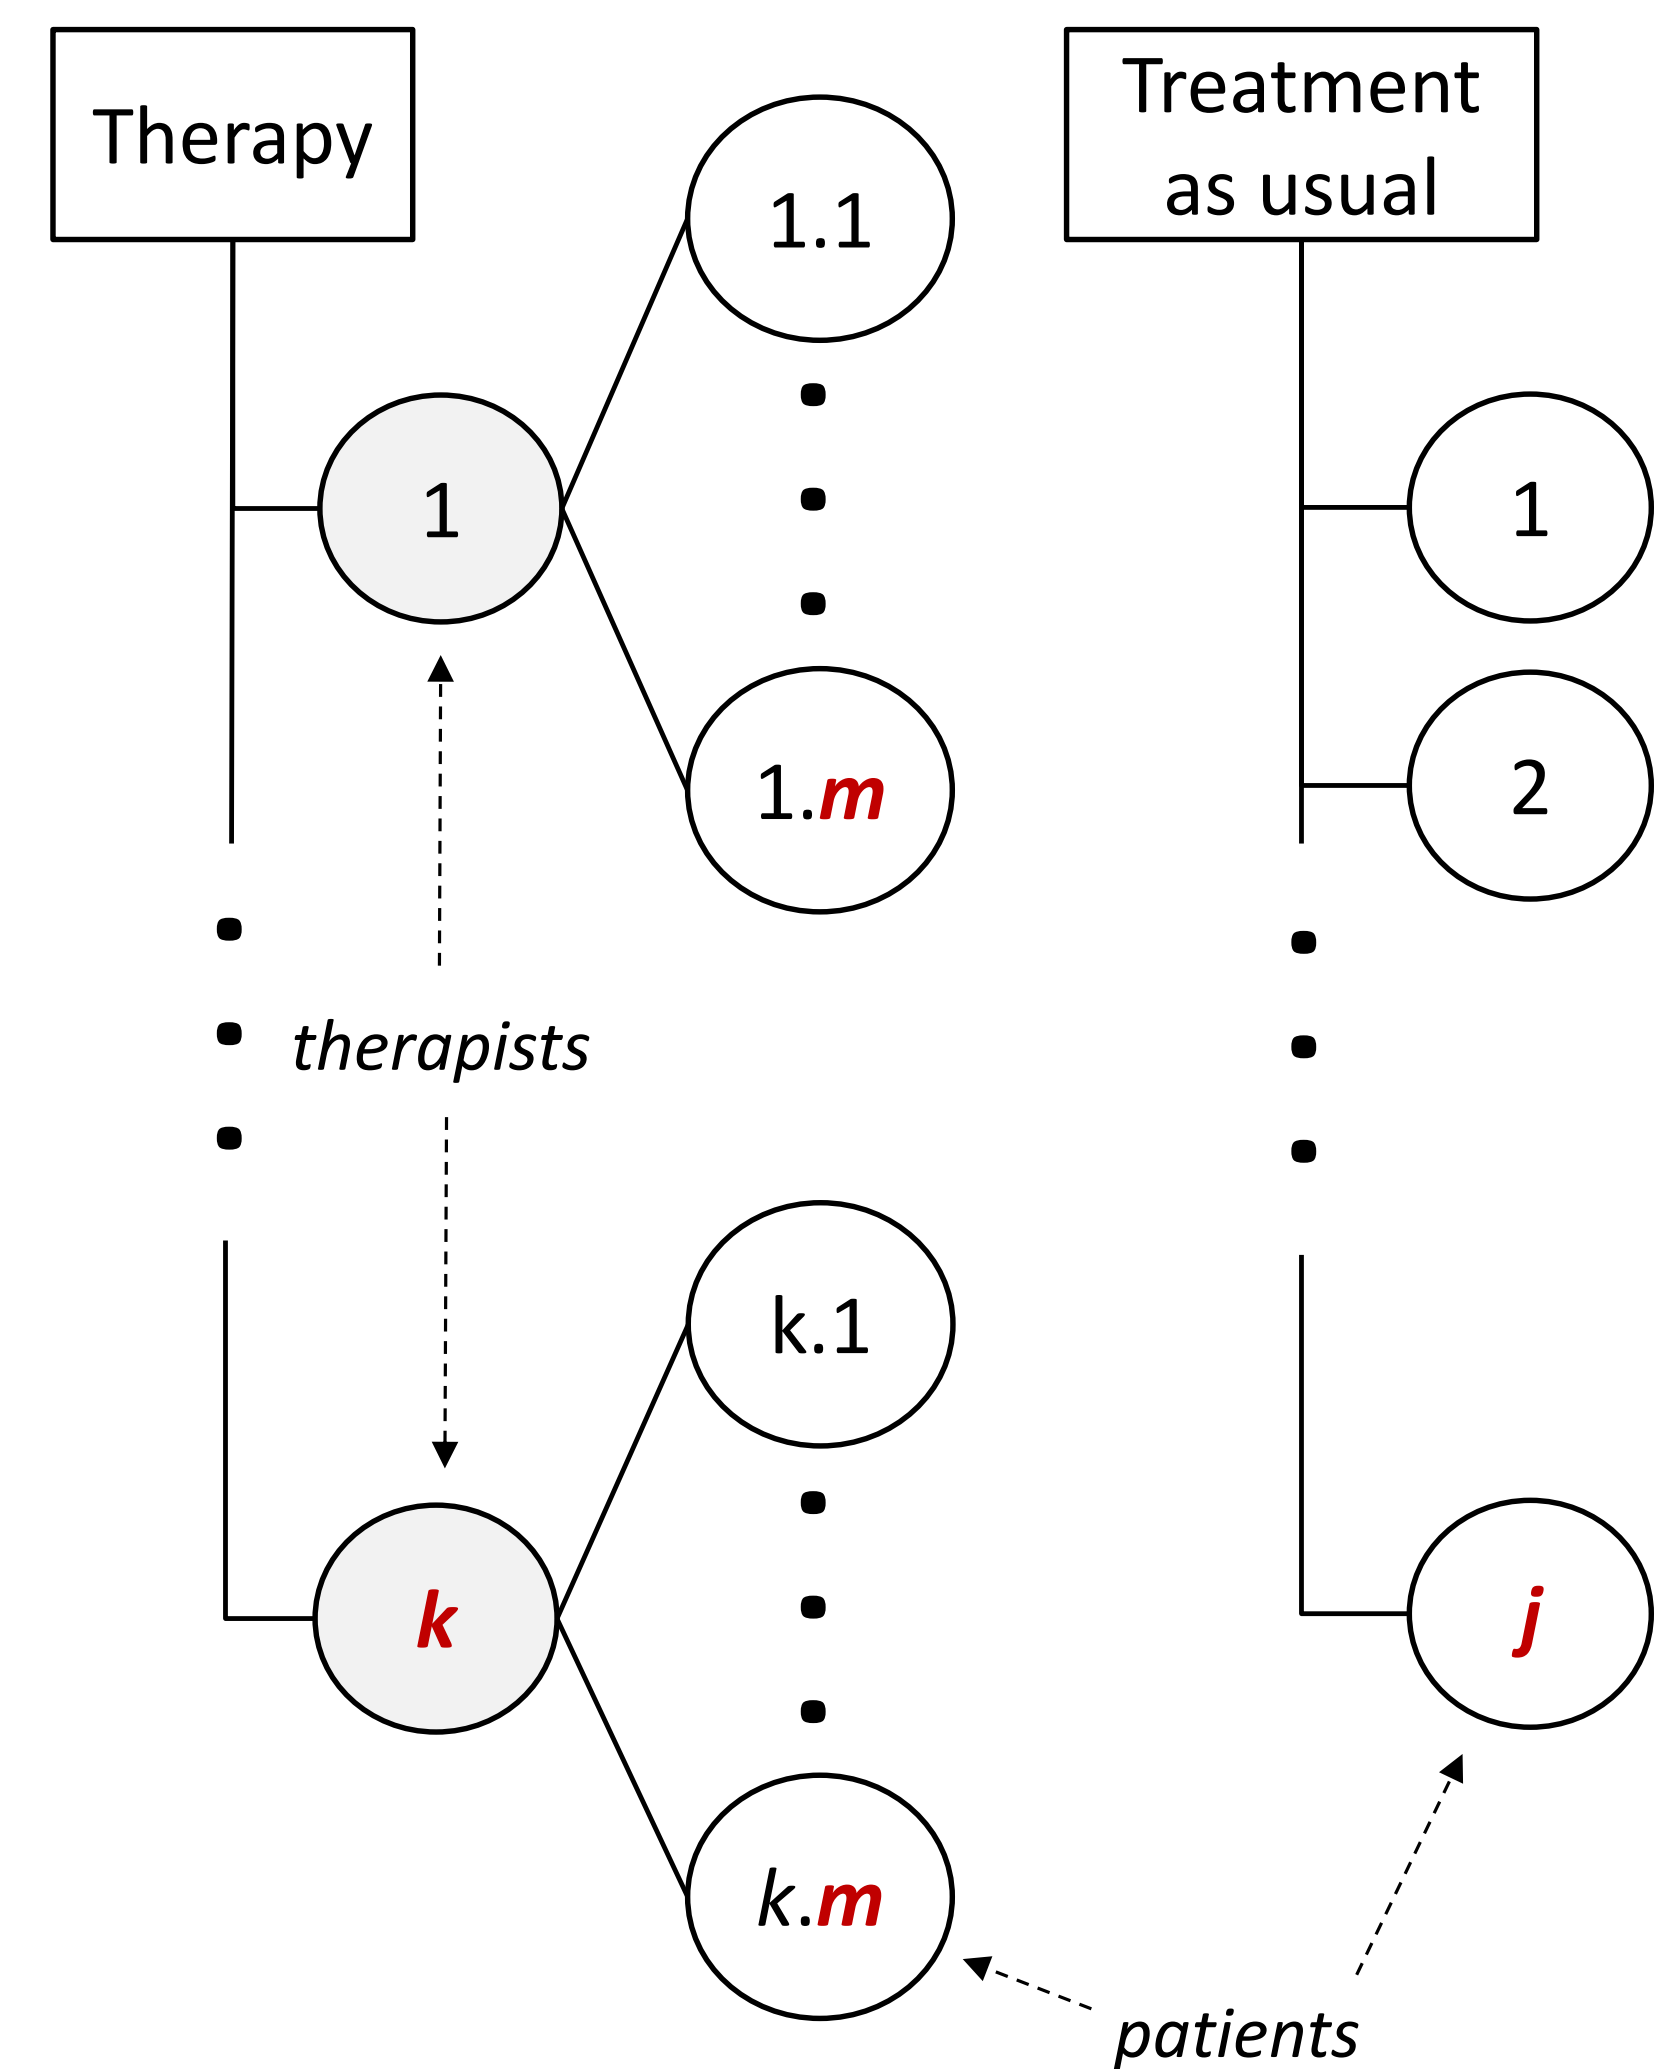 Therapy
1.1
1
1.m
therapists
k.1
k
k.m
Treatment
as usual
1
2
j
patients